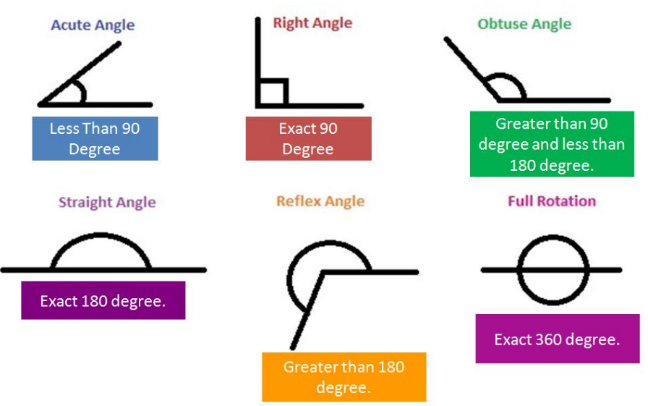 Acute Angle
Right Angle
Obtuse Angle
Less Than 90
Degree
Exact 90
Degree
Greater than 90
degree and less than
180 degree.
Straight Angle
Reflex Angle
Full Rotation
Exact 180 degree.
Greater than 180
degree.
Exact 360 degree.